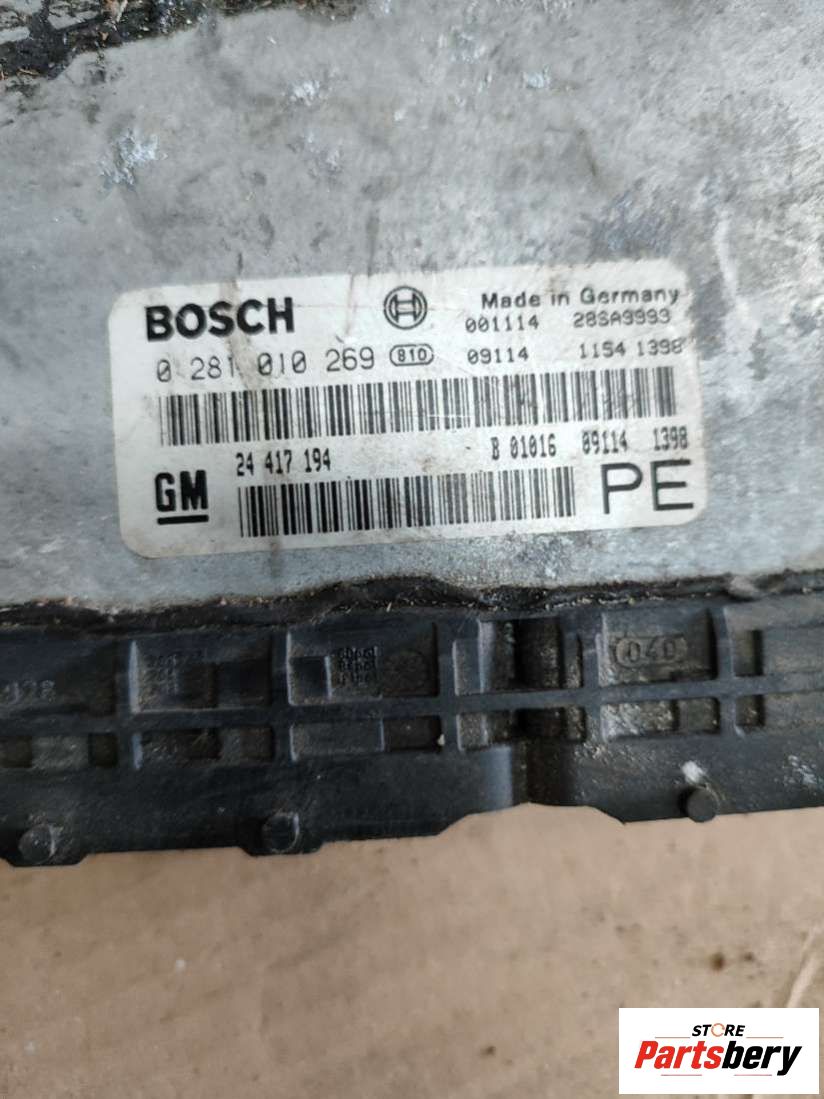 BOSCH
Made in Germany
001114 28SA9993
0 281 010 269 810 09114 1154 1398
24 417 194 B 01016 09114 1398
GM PE
040
STORE
Partsbery